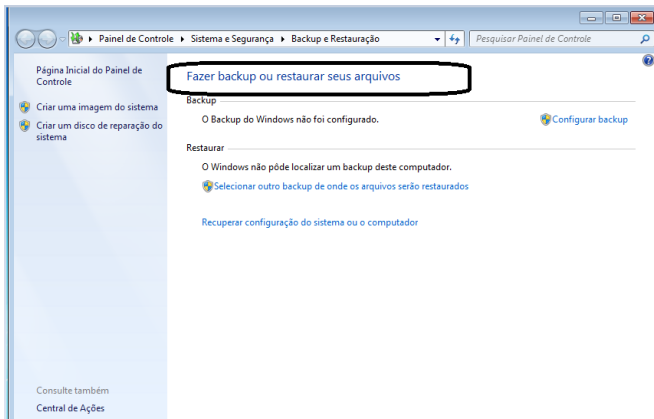 Painel de Controle Sistema e Segurança Backup e Restauração Pesquisar Painel de Controle
Página Inicial do Painel de
Controle
Criar uma imagem do sistema
Criar um disco de reparação do
sistema
Fazer backup ou restaurar seus arquivos
Backup
O Backup do Windows não foi configurado. Configurar backup
Restaurar
O Windows não pôde localizar um backup deste computador.
Selecionar outro backup de onde os arquivos serão restaurados
Recuperar configuração do sistema ou o computador
Consulte também
Central de Ações